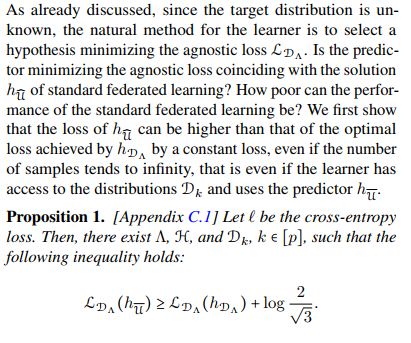 As already discussed, since the target distribution is un-
known, the natural method for the learner is to select a
hypothesis minimizing the agnostic loss ℒ_{𝒟_Λ}. Is the predic-
tor minimizing the agnostic loss coinciding with the solution
h_{\overline{𝒰}} of standard federated learning? How poor can the perfor-
mance of the standard federated learning be? We first show
that the loss of h_{\overline{𝒰}} can be higher than that of the optimal
loss achieved by h_{𝒟_Λ} by a constant loss, even if the number
of samples tends to infinity, that is even if the learner has
access to the distributions 𝒟_k and uses the predictor h_{\overline{𝒰}}.
Proposition 1. [Appendix C.1] Let ℓ be the cross-entropy
loss. Then, there exist Λ, ℋ, and 𝒟_k, k ∈ [p], such that the
following inequality holds:
ℒ_{𝒟_Λ}(h_{\overline{𝒰}}) ≥ ℒ_{𝒟_Λ}(h_{𝒟_Λ}) + log \frac{2}{\sqrt{3}}.